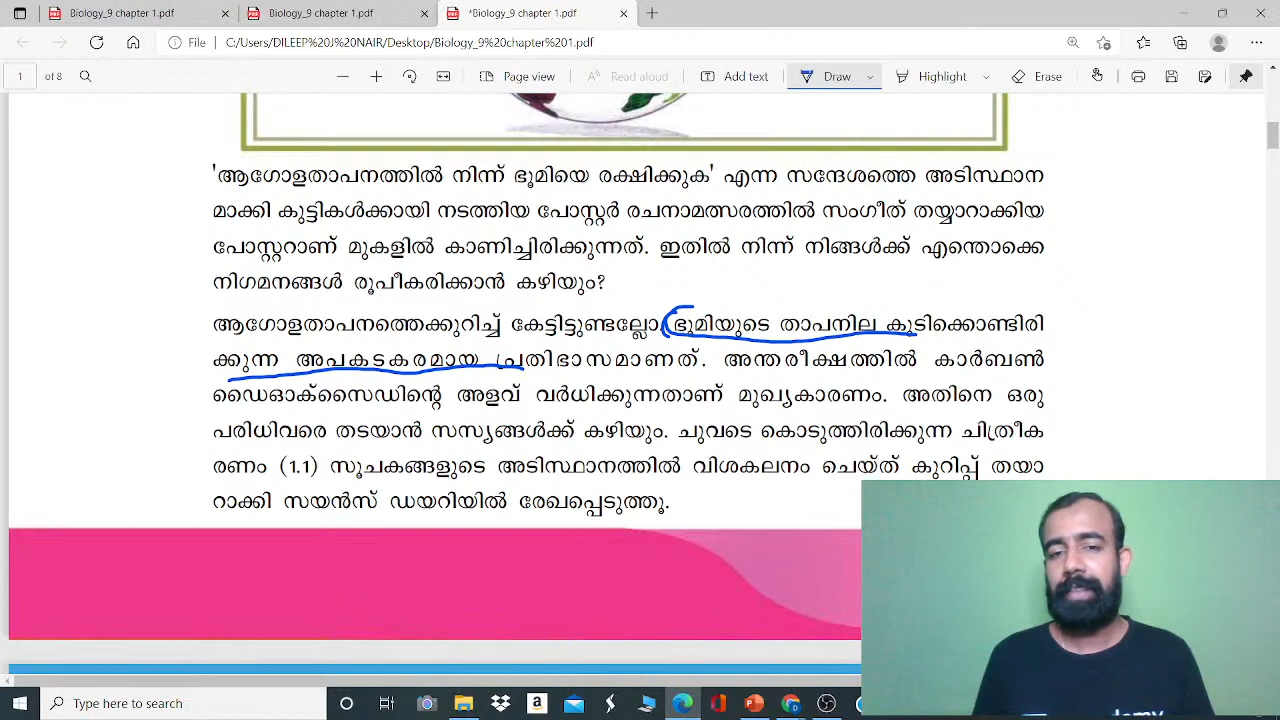 Biology_9 chapter 1.pdf
Biology_9 chapter 1.pdf
*Biology_9 chapter 1.pdf
File
C:/Users/DILEEP%20J%20NAIR/Desktop/Biology_9%20chapter%201.pdf
1 of 8
Page view
Read aloud
Add text
Draw
Highlight
Erase
'ആഗോളതാപനത്തിൽ നിന്ന് ഭൂമിയെ രക്ഷിക്കുക' എന്ന സന്ദേശത്തെ അടിസ്ഥാന
മാക്കി കുട്ടികൾക്കായി നടത്തിയ പോസ്റ്റർ രചനാമത്സരത്തിൽ സംഗീത് തയ്യാറാക്കിയ
പോസ്റ്ററാണ് മുകളിൽ കാണിച്ചിരിക്കുന്നത്. ഇതിൽ നിന്ന് നിങ്ങൾക്ക് എന്തൊക്കെ
നിഗമനങ്ങൾ രൂപീകരിക്കാൻ കഴിയും?
ആഗോളതാപനത്തെക്കുറിച്ച് കേട്ടിട്ടുണ്ടല്ലോ. ഭൂമിയുടെ താപനില കൂടിക്കൊണ്ടിരി
ക്കുന്ന അപകടകരമായ പ്രതിഭാസമാണത്. അന്തരീക്ഷത്തിൽ കാർബൺ
ഡൈഓക്സൈഡിന്റെ അളവ് വർധിക്കുന്നതാണ് മുഖ്യകാരണം. അതിനെ ഒരു
പരിധിവരെ തടയാൻ സസ്യങ്ങൾക്ക് കഴിയും. ചുവടെ കൊടുത്തിരിക്കുന്ന ചിത്രീക
രണം (1.1) സൂചകങ്ങളുടെ അടിസ്ഥാനത്തിൽ വിശകലനം ചെയ്ത് കുറിപ്പ് തയാ
റാക്കി സയൻസ് ഡയറിയിൽ രേഖപ്പെടുത്തൂ.
Type here to search